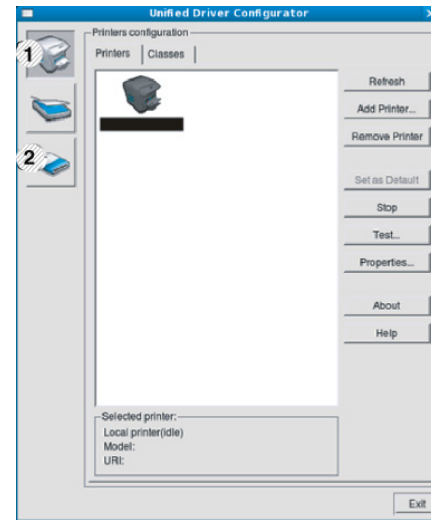 Unified Driver Configurator
1
Printers configuration
Printers
Classes
Refresh
Add Printer...
Remove Printer
2
Set as Default
Stop
Test...
Properties...
About
Help
Selected printer:
Local printer(idle)
Model:
URI:
Exit